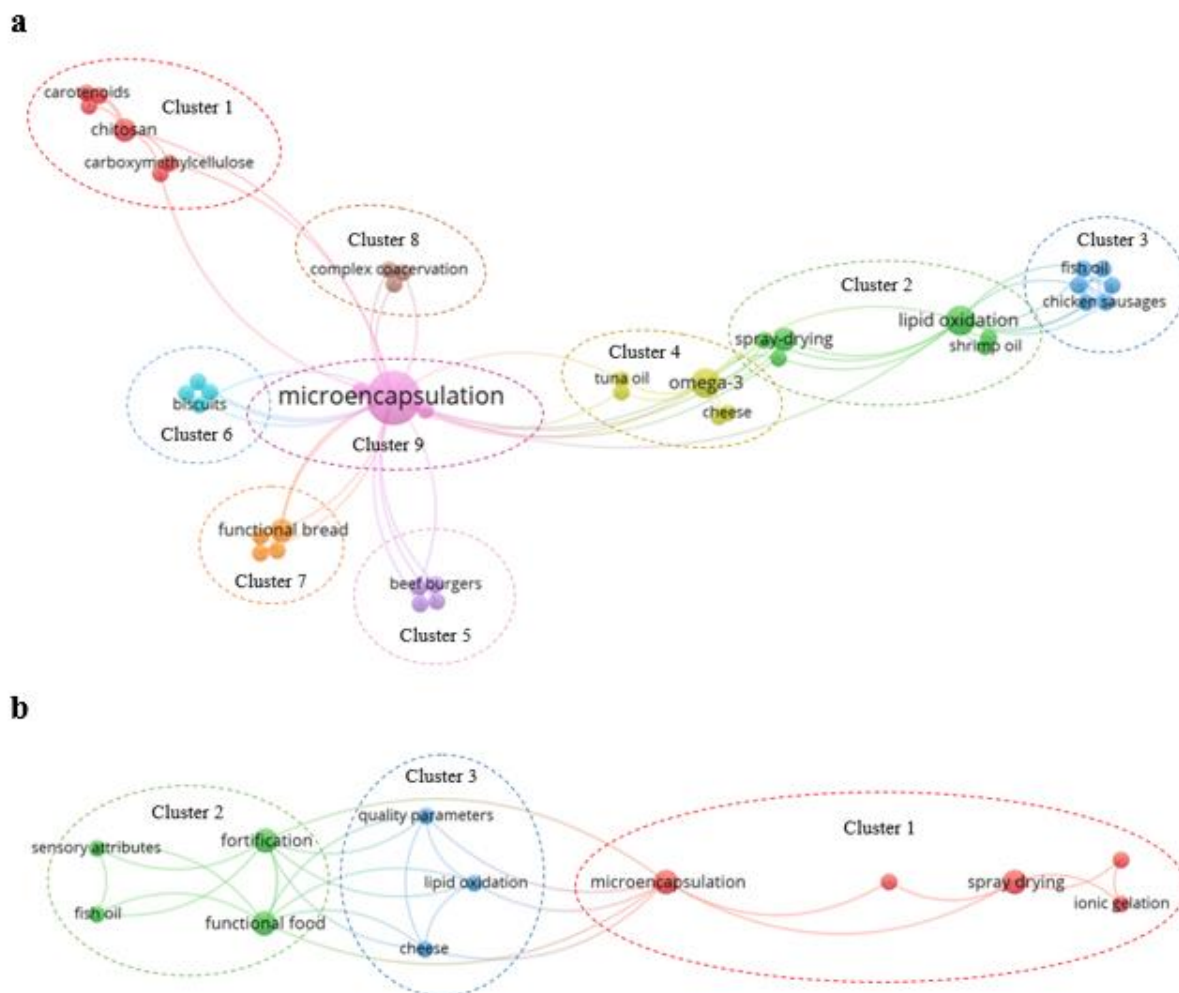 a
carotenoids
Cluster 1
chitosan
carboxymethylcellulose
Cluster 8
complex coacervation
Cluster 3
fish oil
chicken sausages
Cluster 2
lipid oxidation
spray-drying
shrimp oil
Cluster 4
tuna oil
omega-3
cheese
microencapsulation
Cluster 9
biscuits
Cluster 6
functional bread
Cluster 7
beef burgers
Cluster 5
b
Cluster 2
sensory attributes
fortification
fish oil
functional food
Cluster 3
quality parameters
lipid oxidation
cheese
Cluster 1
microencapsulation
spray drying
ionic gelation